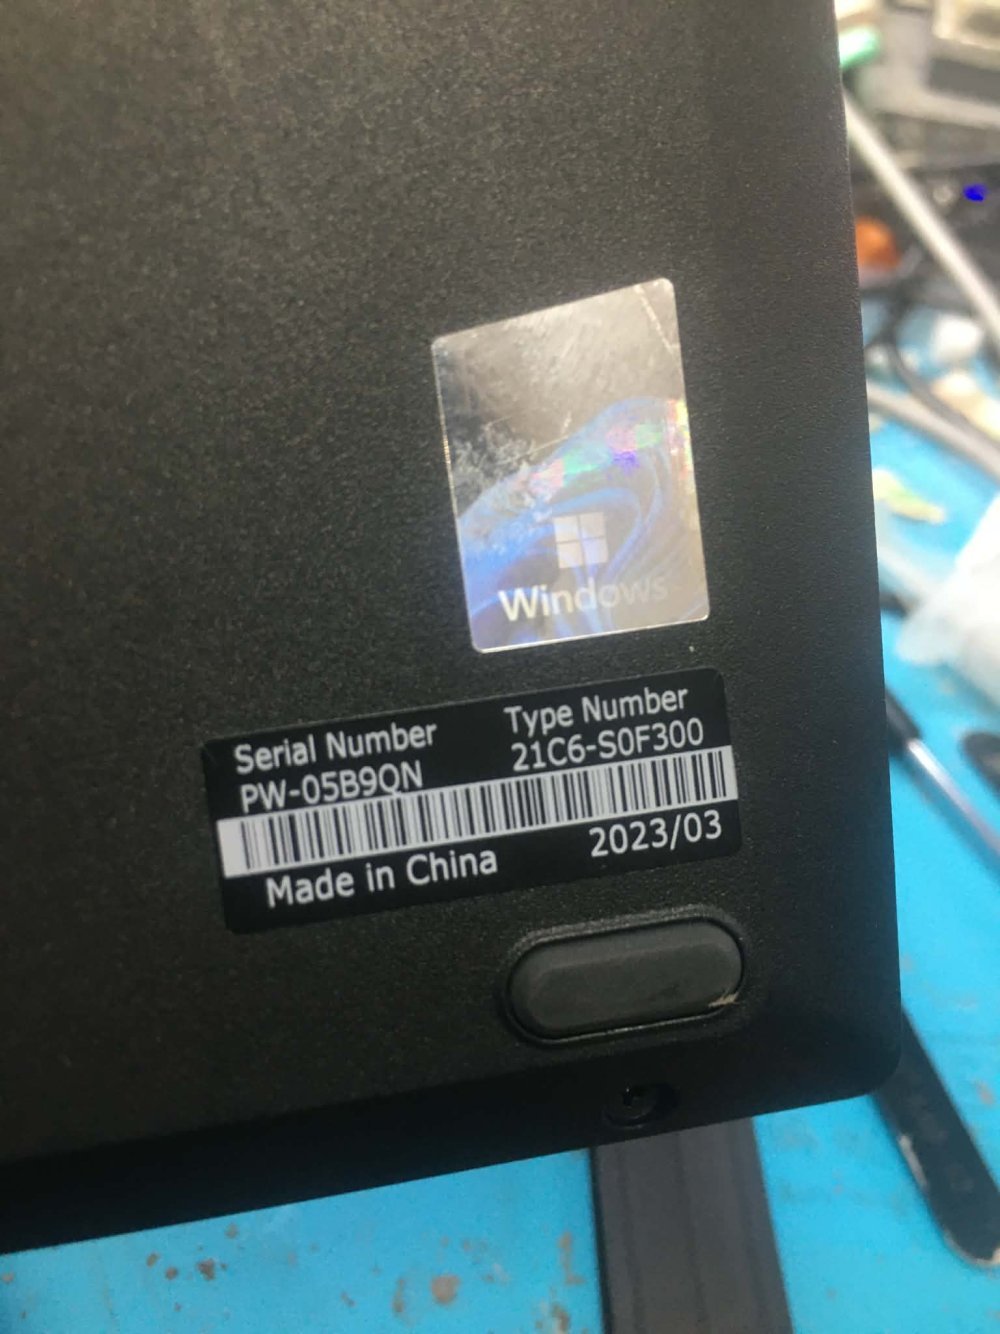 Windows
Serial Number Type Number
PW-05B9QN 21C6-S0F300
Made in China 2023/03